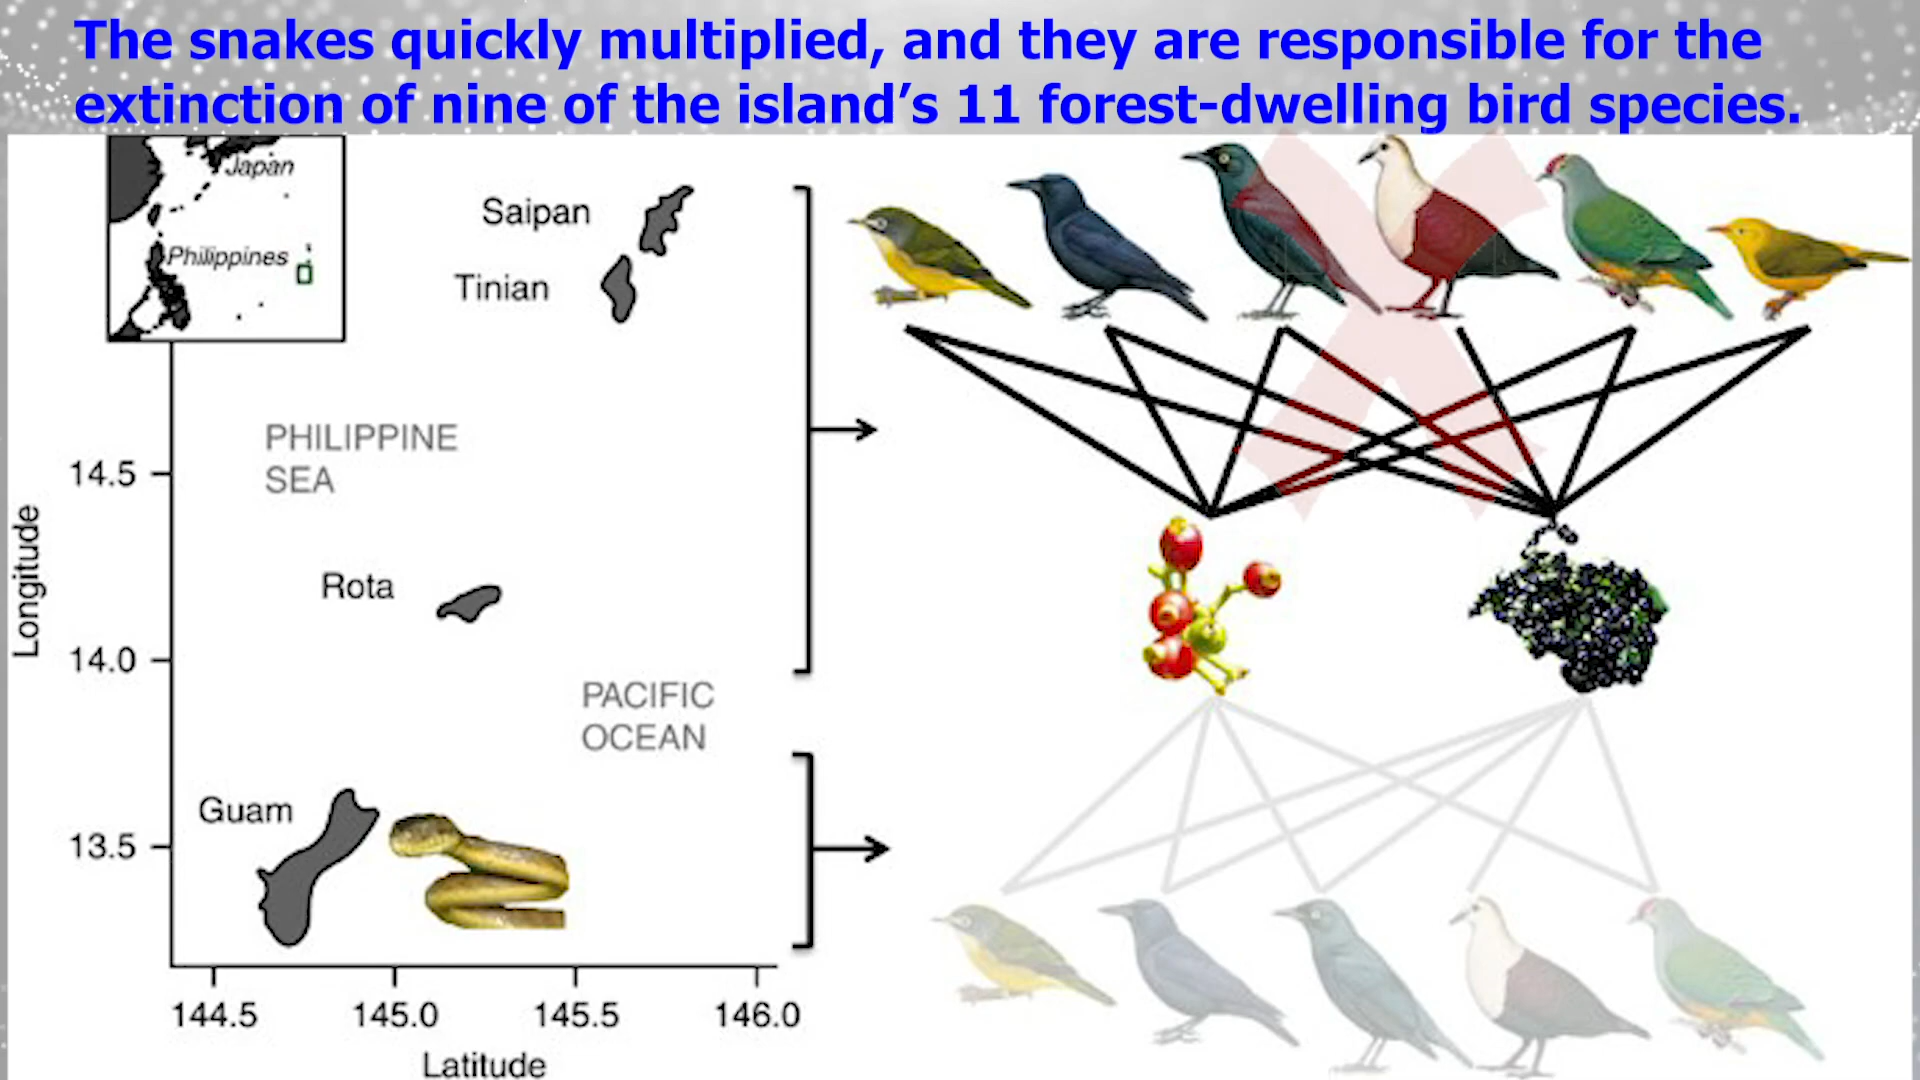 The snakes quickly multiplied, and they are responsible for the
extinction of nine of the island’s 11 forest-dwelling bird species.
Japan
Philippines
Saipan
Tinian
PHILIPPINE
SEA
14.5
Longitude
Rota
14.0
PACIFIC
OCEAN
Guam
13.5
144.5 145.0 145.5 146.0
Latitude